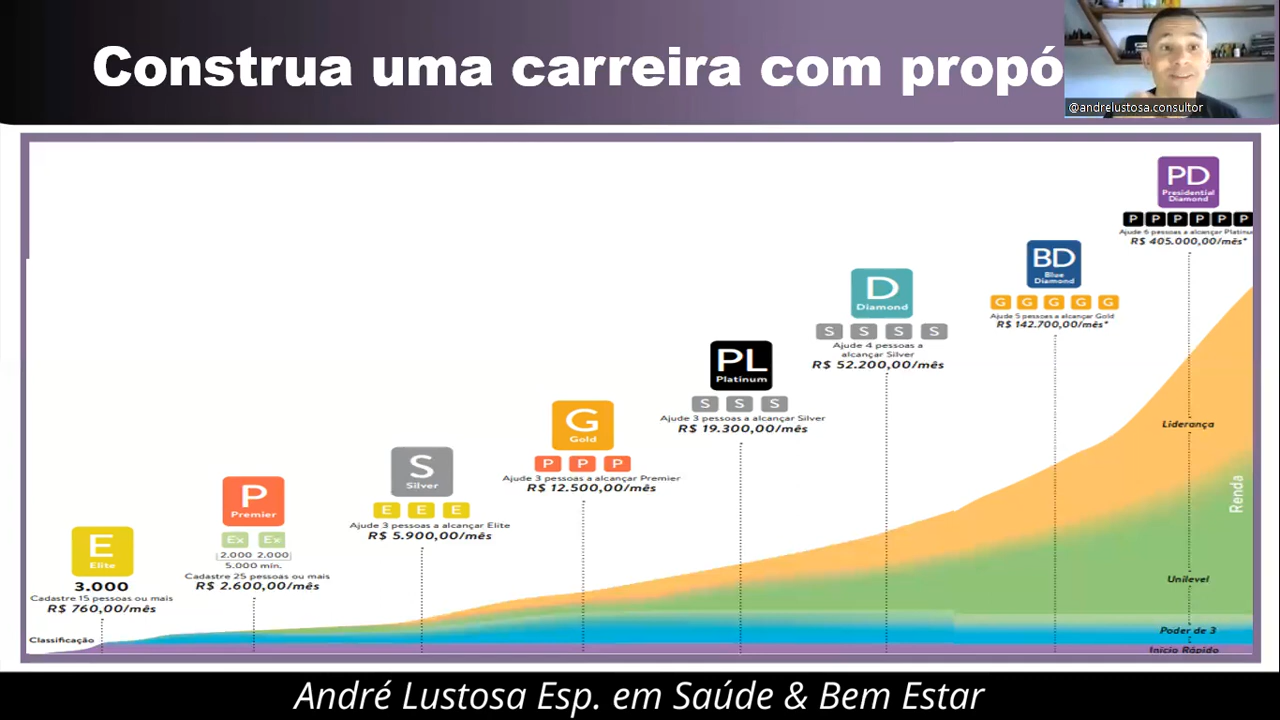 Construa uma carreira com propó
@andrelustosa.consultor
PD
Presidential
Diamond
P P P P P P
Ajude 6 pessoas a alcançar Platinu
R$ 405.000,00/mês*
BD
Blue
Diamond
G G G G G
Ajude 5 pessoas a alcançar Gold
R$ 142.700,00/mês*
D
Diamond
S S S S
Ajude 4 pessoas a
alcançar Silver
R$ 52.200,00/mês
PL
Platinum
S S S
Ajude 3 pessoas a alcançar Silver
R$ 19.300,00/mês
G
Gold
P P P
Ajude 3 pessoas a alcançar Premier
R$ 12.500,00/mês
S
Silver
E E E
Ajude 3 pessoas a alcançar Elite
R$ 5.900,00/mês
P
Premier
Ex Ex
(2.000 2.000)
5.000 min.
Cadastre 25 pessoas ou mais
R$ 2.600,00/mês
E
Elite
3.000
Cadastre 15 pessoas ou mais
R$ 760,00/mês
Classificação
Liderança
Renda
Unilevel
Poder de 3
Início Rápido
André Lustosa Esp. em Saúde & Bem Estar